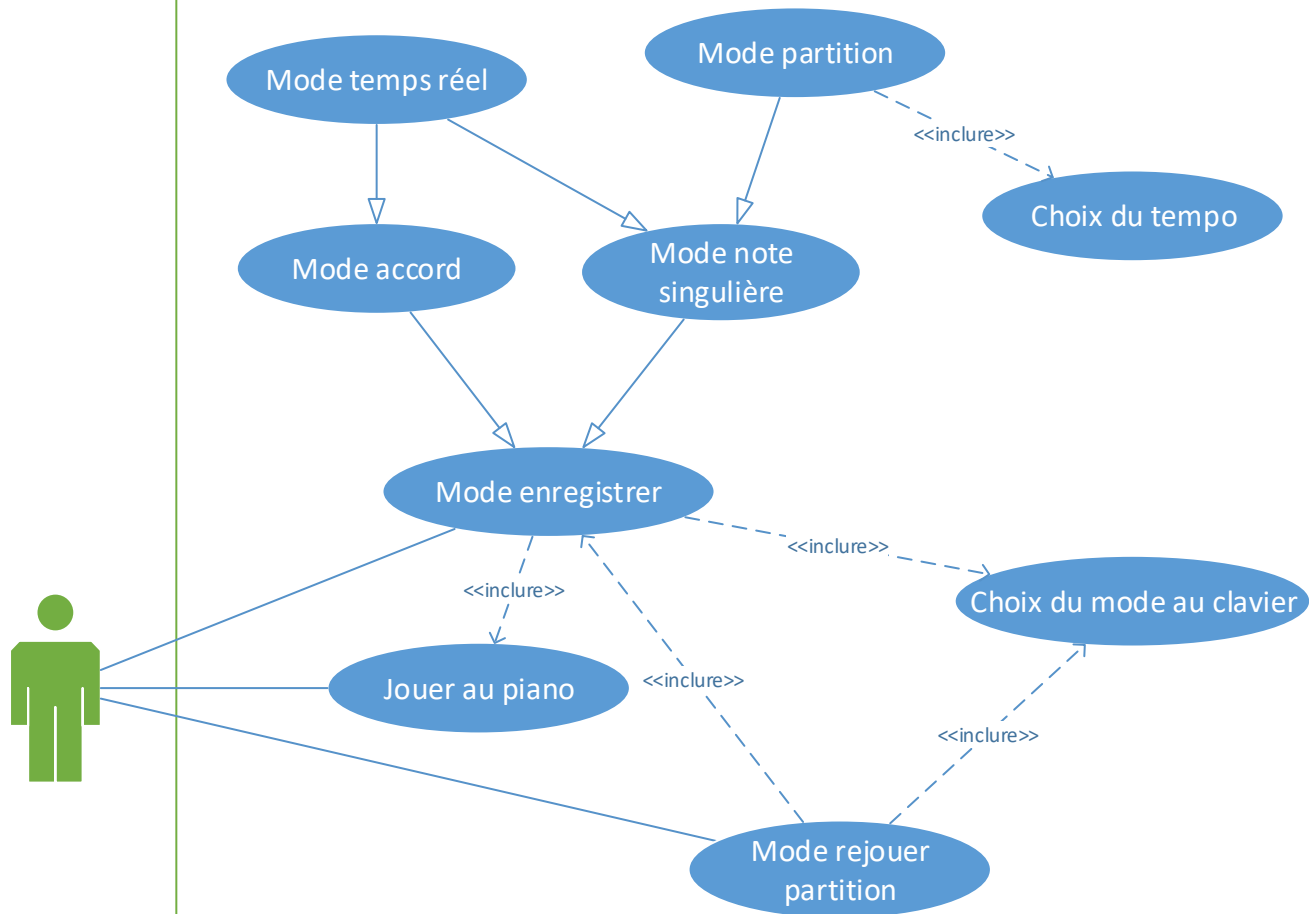 Mode partition
Mode temps réel
<<inclure>>
Choix du tempo
Mode note
singulière
Mode accord
Mode enregistrer
<<inclure>>
<<inclure>>
Choix du mode au clavier
Jouer au piano
<<inclure>>
<<inclure>>
Mode rejouer
partition